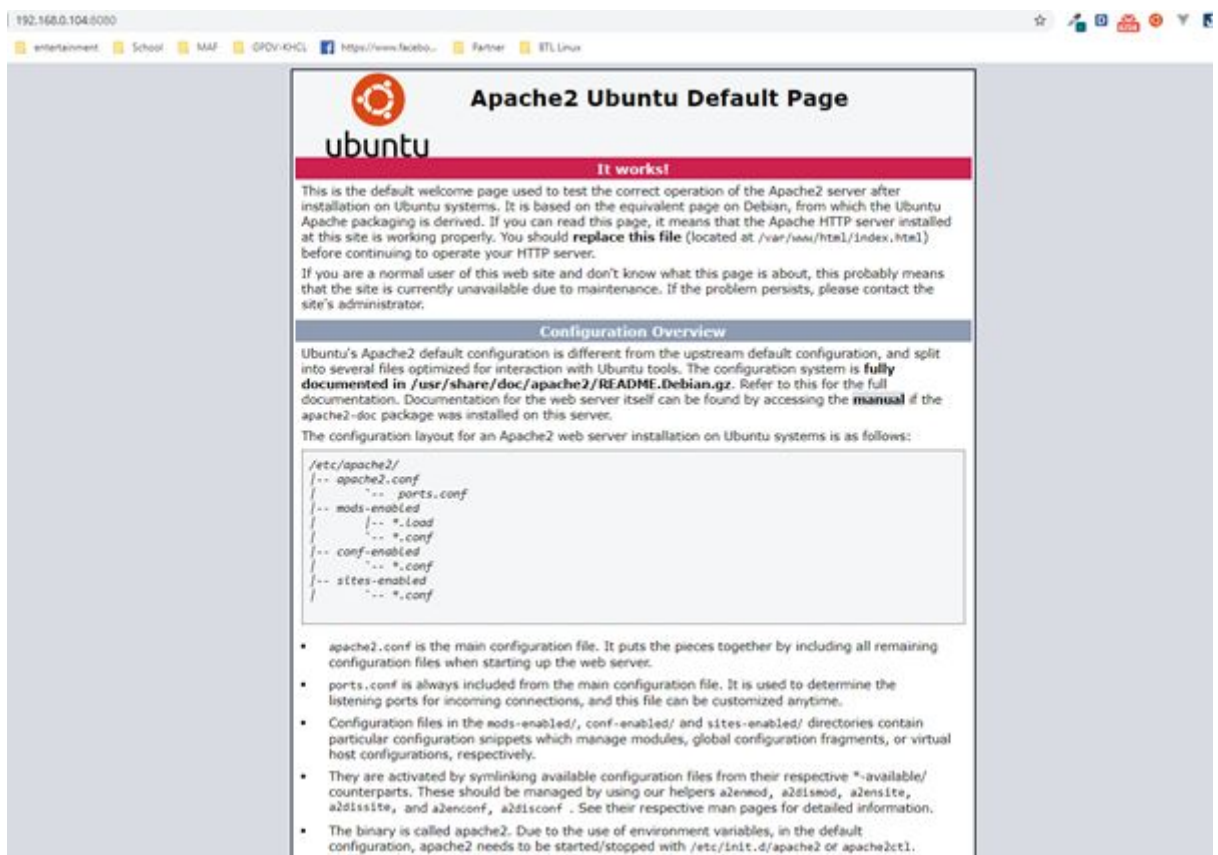 192.168.0.104:8080
entertainment School MAF GPDV-KHCL https://www.facebo... Partner BTL Linux
ubuntu
Apache2 Ubuntu Default Page
It works!
This is the default welcome page used to test the correct operation of the Apache2 server after
installation on Ubuntu systems. It is based on the equivalent page on Debian, from which the Ubuntu
Apache packaging is derived. If you can read this page, it means that the Apache HTTP server installed
at this site is working properly. You should replace this file (located at /var/www/html/index.html)
before continuing to operate your HTTP server.
If you are a normal user of this web site and don't know what this page is about, this probably means
that the site is currently unavailable due to maintenance. If the problem persists, please contact the
site's administrator.
Configuration Overview
Ubuntu's Apache2 default configuration is different from the upstream default configuration, and split
into several files optimized for interaction with Ubuntu tools. The configuration system is fully
documented in /usr/share/doc/apache2/README.Debian.gz. Refer to this for the full
documentation. Documentation for the web server itself can be found by accessing the manual if the
apache2-doc package was installed on this server.
The configuration layout for an Apache2 web server installation on Ubuntu systems is as follows:
/etc/apache2/
|-- apache2.conf
|       `--  ports.conf
|-- mods-enabled
|       |-- *.load
|       `-- *.conf
|-- conf-enabled
|       `-- *.conf
|-- sites-enabled
|       `-- *.conf
▪ apache2.conf is the main configuration file. It puts the pieces together by including all remaining
configuration files when starting up the web server.
▪ ports.conf is always included from the main configuration file. It is used to determine the
listening ports for incoming connections, and this file can be customized anytime.
▪ Configuration files in the mods-enabled/, conf-enabled/ and sites-enabled/ directories contain
particular configuration snippets which manage modules, global configuration fragments, or virtual
host configurations, respectively.
▪ They are activated by symlinking available configuration files from their respective *-available/
counterparts. These should be managed by using our helpers a2enmod, a2dismod, a2ensite,
a2dissite, and a2enconf, a2disconf . See their respective man pages for detailed information.
▪ The binary is called apache2. Due to the use of environment variables, in the default
configuration, apache2 needs to be started/stopped with /etc/init.d/apache2 or apache2ctl.